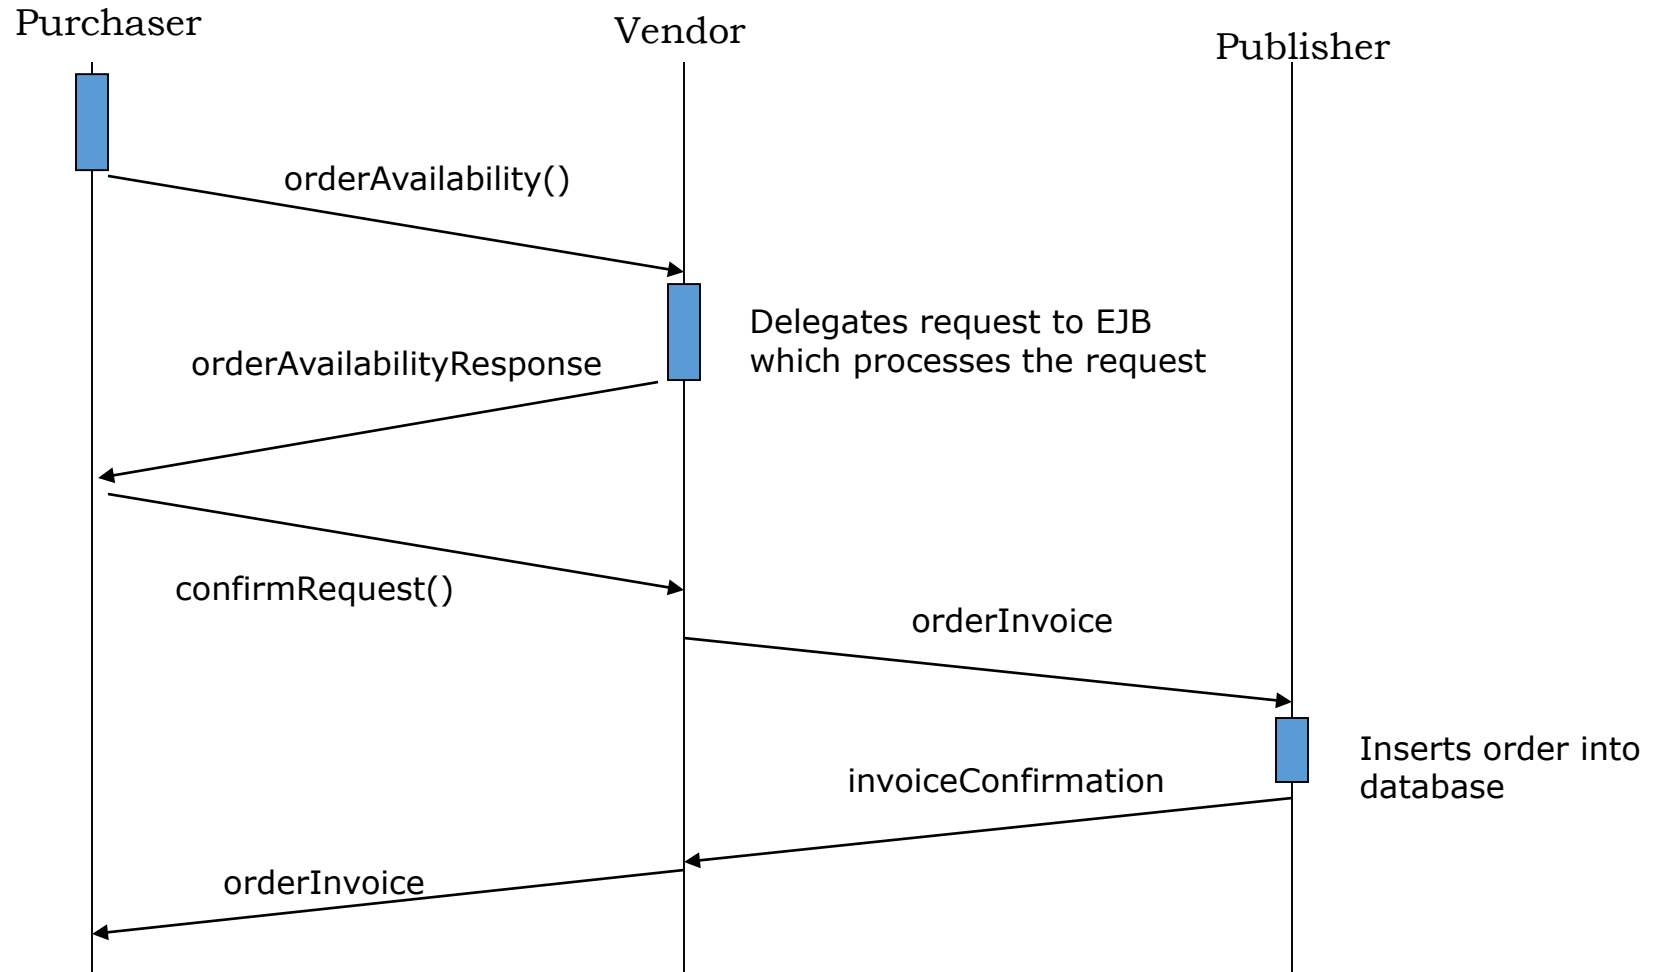 Purchaser
Vendor
Publisher
orderAvailability()
Delegates request to EJB
which processes the request
orderAvailabilityResponse
confirmRequest()
orderInvoice
Inserts order into
database
invoiceConfirmation
orderInvoice